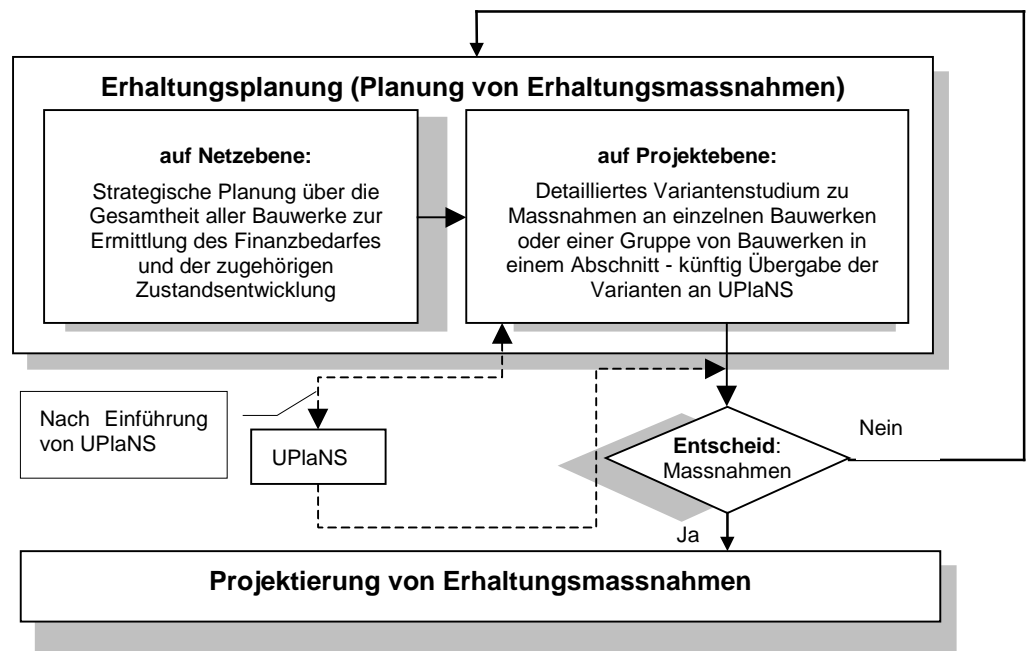 Erhaltungsplanung (Planung von Erhaltungsmassnahmen)
auf Netzebene:
Strategische Planung über die
Gesamtheit aller Bauwerke zur
Ermittlung des Finanzbedarfes
und der zugehörigen
Zustandsentwicklung
auf Projektebene:
Detailliertes Variantenstudium zu
Massnahmen an einzelnen Bauwerken
oder einer Gruppe von Bauwerken in
einem Abschnitt - künftig Übergabe der
Varianten an UPlaNS
Nach Einführung
von UPlaNS
UPlaNS
Entscheid:
Massnahmen
Nein
Ja
Projektierung von Erhaltungsmassnahmen